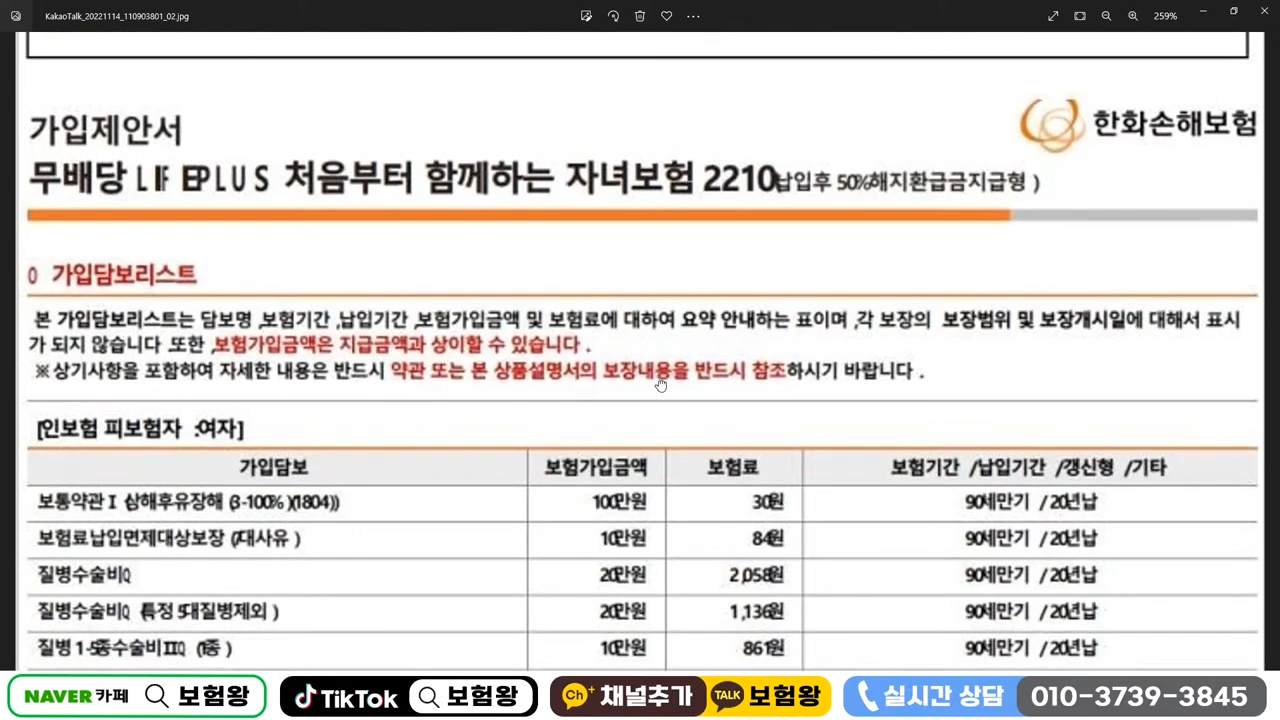 KakaoTalk_20221114_110903801_02.jpg
259%
가입제안서
한화손해보험
무배당 LIFEPLUS 처음부터 함께하는 자녀보험 2210 납입후 50%해지환급금지급형 )
0 가입담보리스트
본 가입담보리스트는 담보명 ,보험기간 ,납입기간 ,보험가입금액 및 보험료에 대하여 요약 안내하는 표이며 ,각 보장의 보장범위 및 보장개시일에 대해서 표시
가 되지 않습니다 또한 ,보험가입금액은 지급금액과 상이할 수 있습니다 .
※상기사항을 포함하여 자세한 내용은 반드시 약관 또는 본 상품설명서의 보장내용을 반드시 참조하시기 바랍니다 .
[인보험 피보험자 :여자]
가입담보 보험가입금액 보험료 보험기간 /납입기간 /갱신형 /기타
보통약관 I (상해후유장해 (3-100%)(1804)) 100만원 30원 90세만기 /20년납
보험료납입면제대상보장 (7대사유 ) 10만원 84원 90세만기 /20년납
질병수술비Q 20만원 2,058원 90세만기 /20년납
질병수술비Q (특정 5대질병제외 ) 20만원 1,136원 90세만기 /20년납
질병 1-5종수술비IIQ (1종 ) 10만원 861원 90세만기 /20년납
NAVER 카페 보험왕
TikTok 보험왕
Ch+ 채널추가 TALK 보험왕
실시간 상담 010-3739-3845